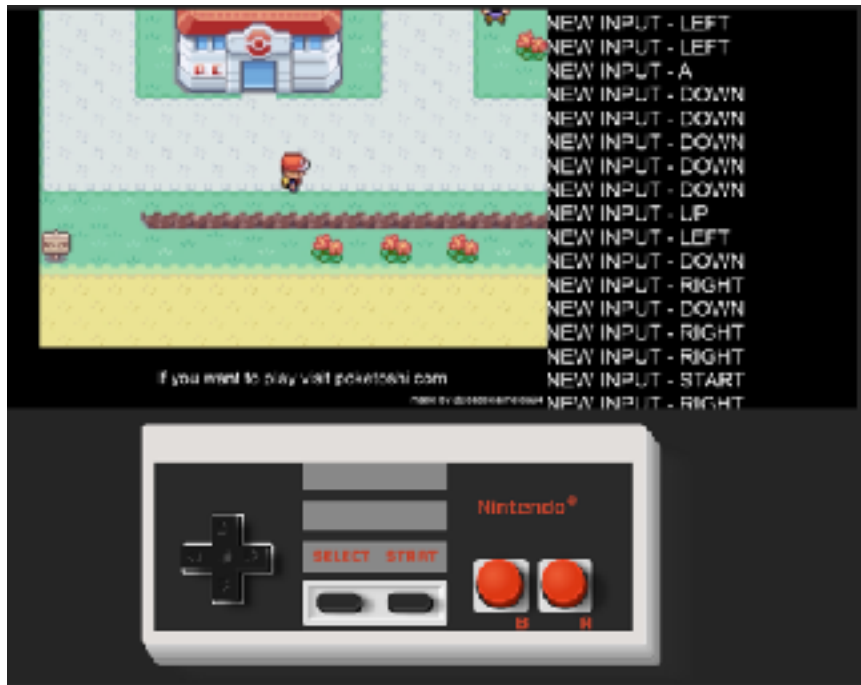 NEW INPUT - LEFT
NEW INPUT - LEFT
NEW INPUT - A
NEW INPUT - DOWN
NEW INPUT - DOWN
NEW INPUT - DOWN
NEW INPUT - DOWN
NEW INPUT - DOWN
NEW INPUT - UP
NEW INPUT - LEFT
NEW INPUT - DOWN
NEW INPUT - RIGHT
NEW INPUT - DOWN
NEW INPUT - RIGHT
NEW INPUT - RIGHT
NEW INPUT - START
NEW INPUT - RIGHT
If you want to play visit poketoshi.com
Nintendo®
SELECT START
B A